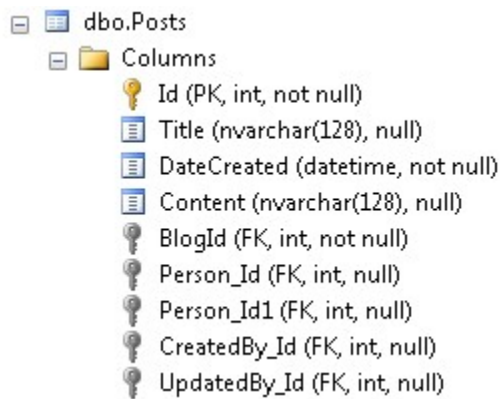 dbo.Posts
Columns
Id (PK, int, not null)
Title (nvarchar(128), null)
DateCreated (datetime, not null)
Content (nvarchar(128), null)
BlogId (FK, int, not null)
Person_Id (FK, int, null)
Person_Id1 (FK, int, null)
CreatedBy_Id (FK, int, null)
UpdatedBy_Id (FK, int, null)